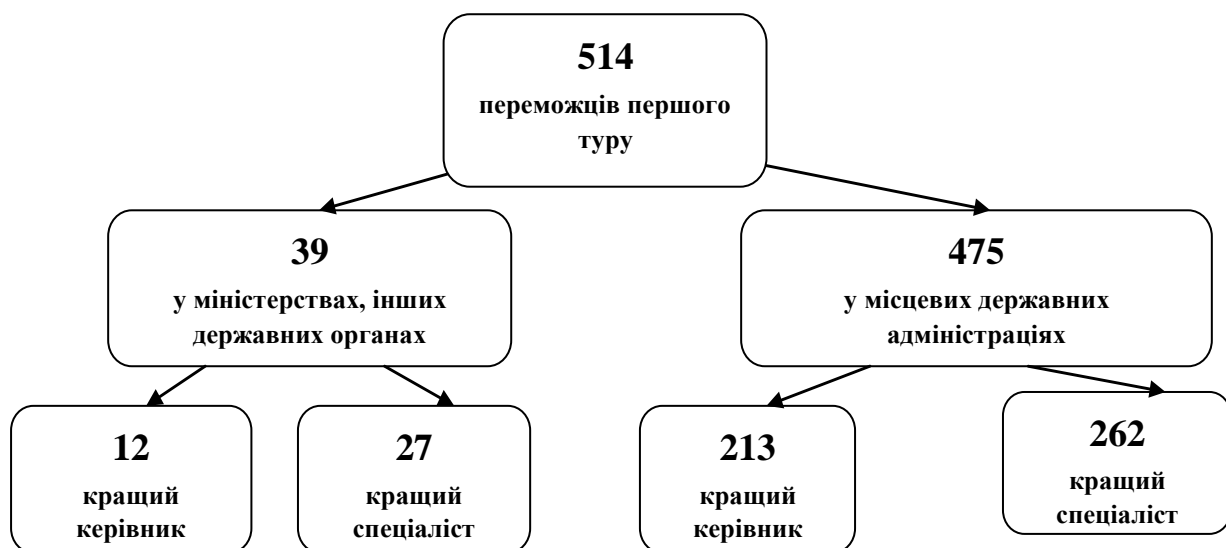 514
переможців першого
туру
39
у міністерствах, інших
державних органах
475
у місцевих державних
адміністраціях
12
кращий
керівник
27
кращий
спеціаліст
213
кращий
керівник
262
кращий
спеціаліст